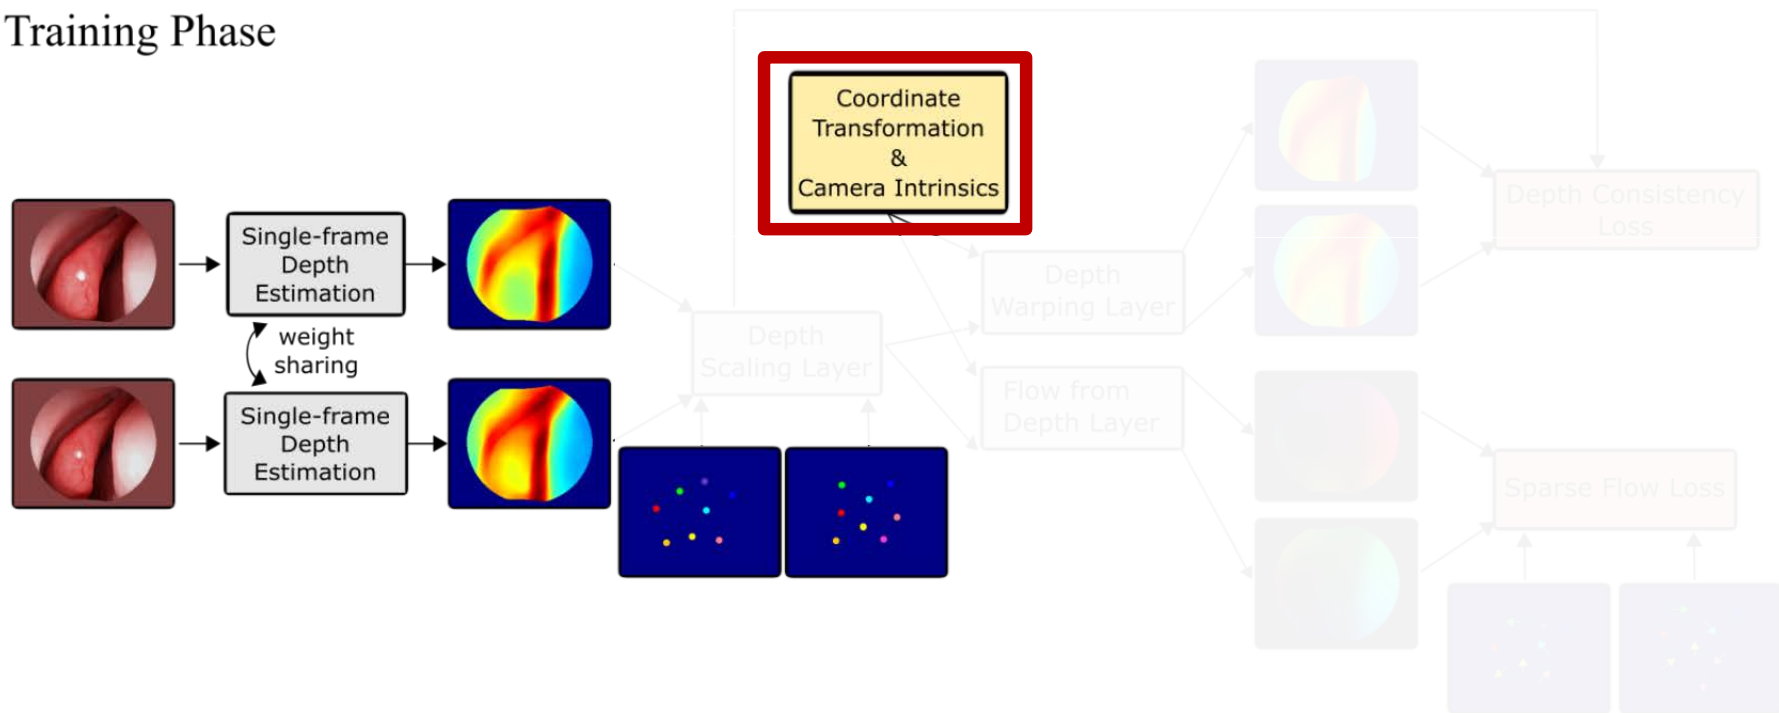 Training Phase
Coordinate
Transformation
&
Camera Intrinsics
Single-frame
Depth
Estimation
weight
sharing
Single-frame
Depth
Estimation
Depth
Scaling Layer
Depth
Warping Layer
Flow from
Depth Layer
Depth Consistency
Loss
Sparse Flow Loss